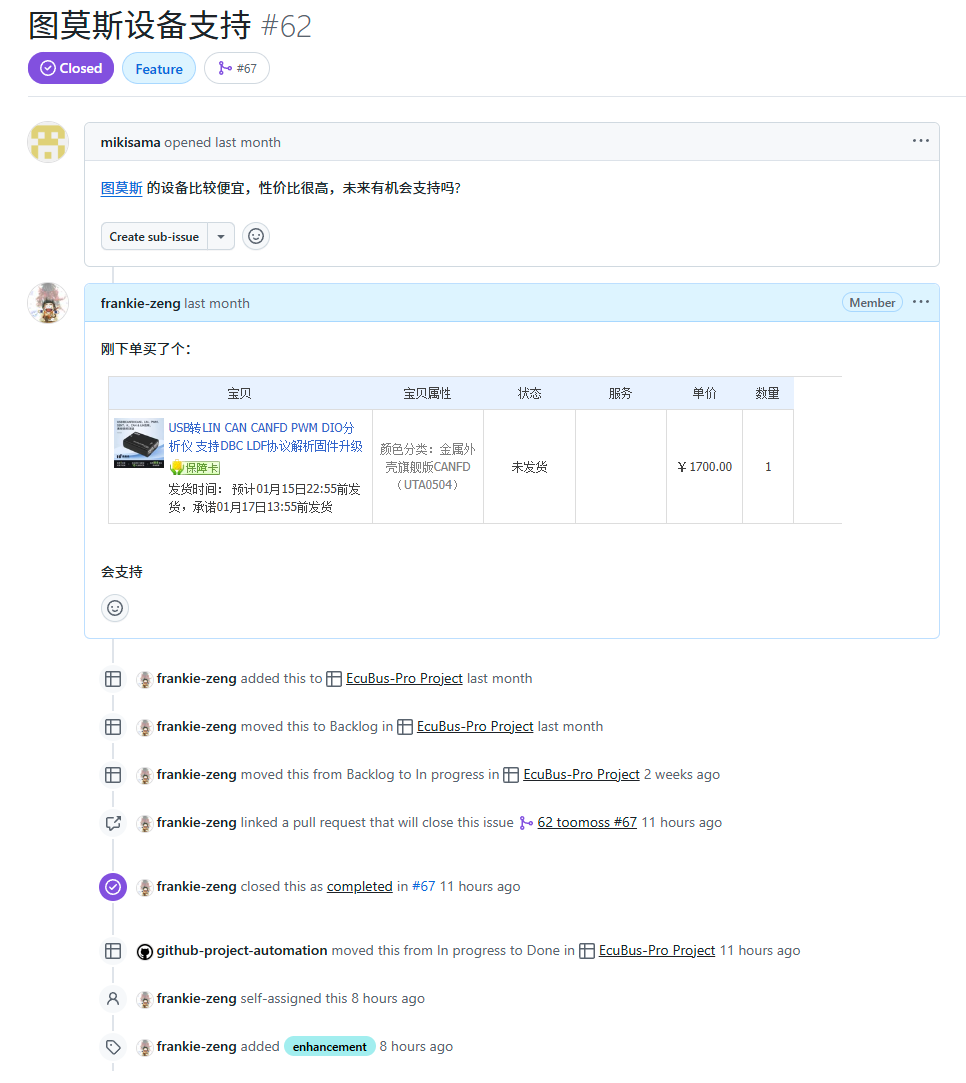 图莫斯设备支持 #62
Closed
Feature
#67
mikisama opened last month
图莫斯 的设备比较便宜，性价比很高，未来有机会支持吗?
Create sub-issue
frankie-zeng last month
Member
刚下单买了个：
宝贝 宝贝属性 状态 服务 单价 数量
USB转LIN CAN CANFD PWM DIO分
析仪 支持DBC LDF协议解析固件升级
保障卡
发货时间： 预计01月15日22:55前发
货，承诺01月17日13:55前发货
颜色分类：金属外
壳旗舰版CANFD
（UTA0504）
未发货
￥1700.00
1
会支持
frankie-zeng added this to EcuBus-Pro Project last month
frankie-zeng moved this to Backlog in EcuBus-Pro Project last month
frankie-zeng moved this from Backlog to In progress in EcuBus-Pro Project 2 weeks ago
frankie-zeng linked a pull request that will close this issue 62 toomoss #67 11 hours ago
frankie-zeng closed this as completed in #67 11 hours ago
github-project-automation moved this from In progress to Done in EcuBus-Pro Project 11 hours ago
frankie-zeng self-assigned this 8 hours ago
frankie-zeng added enhancement 8 hours ago